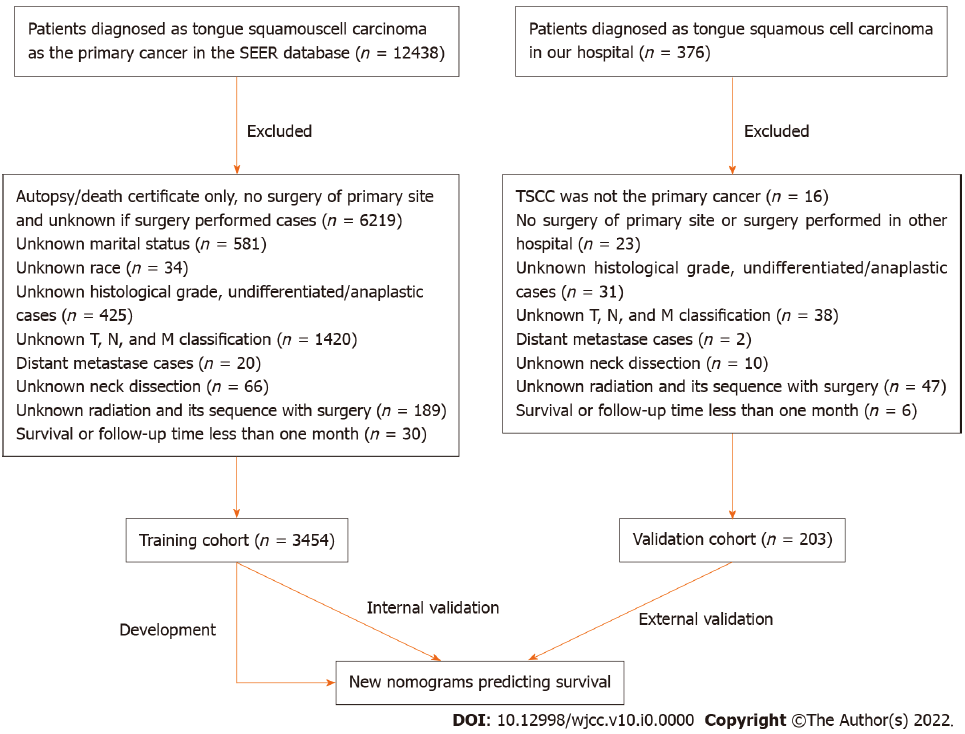 Patients diagnosed as tongue squamouscell carcinoma
as the primary cancer in the SEER database (n = 12438)
Excluded
Autopsy/death certificate only, no surgery of primary site
and unknown if surgery performed cases (n = 6219)
Unknown marital status (n = 581)
Unknown race (n = 34)
Unknown histological grade, undifferentiated/anaplastic
cases (n = 425)
Unknown T, N, and M classification (n = 1420)
Distant metastase cases (n = 20)
Unknown neck dissection (n = 66)
Unknown radiation and its sequence with surgery (n = 189)
Survival or follow-up time less than one month (n = 30)
Training cohort (n = 3454)
Patients diagnosed as tongue squamous cell carcinoma
in our hospital (n = 376)
Excluded
TSCC was not the primary cancer (n = 16)
No surgery of primary site or surgery performed in other
hospital (n = 23)
Unknown histological grade, undifferentiated/anaplastic
cases (n = 31)
Unknown T, N, and M classification (n = 38)
Distant metastase cases (n = 2)
Unknown neck dissection (n = 10)
Unknown radiation and its sequence with surgery (n = 47)
Survival or follow-up time less than one month (n = 6)
Validation cohort (n = 203)
Internal validation
External validation
Development
New nomograms predicting survival
DOI: 10.12998/wjcc.v10.i0.0000 Copyright ©The Author(s) 2022.